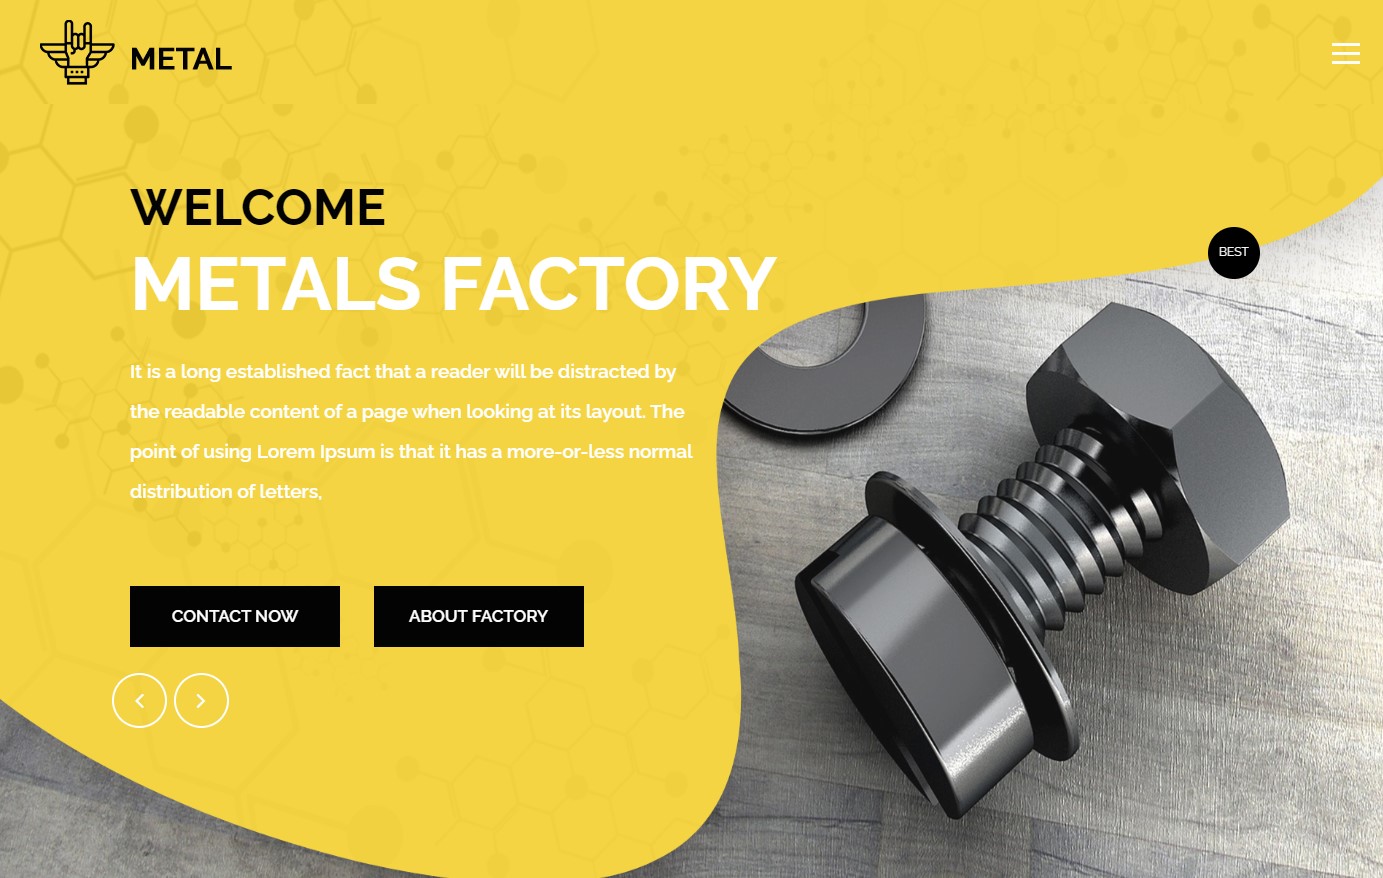 METAL
WELCOME
METALS FACTORY
BEST
It is a long established fact that a reader will be distracted by
the readable content of a page when looking at its layout. The
point of using Lorem Ipsum is that it has a more-or-less normal
distribution of letters,
CONTACT NOW
ABOUT FACTORY